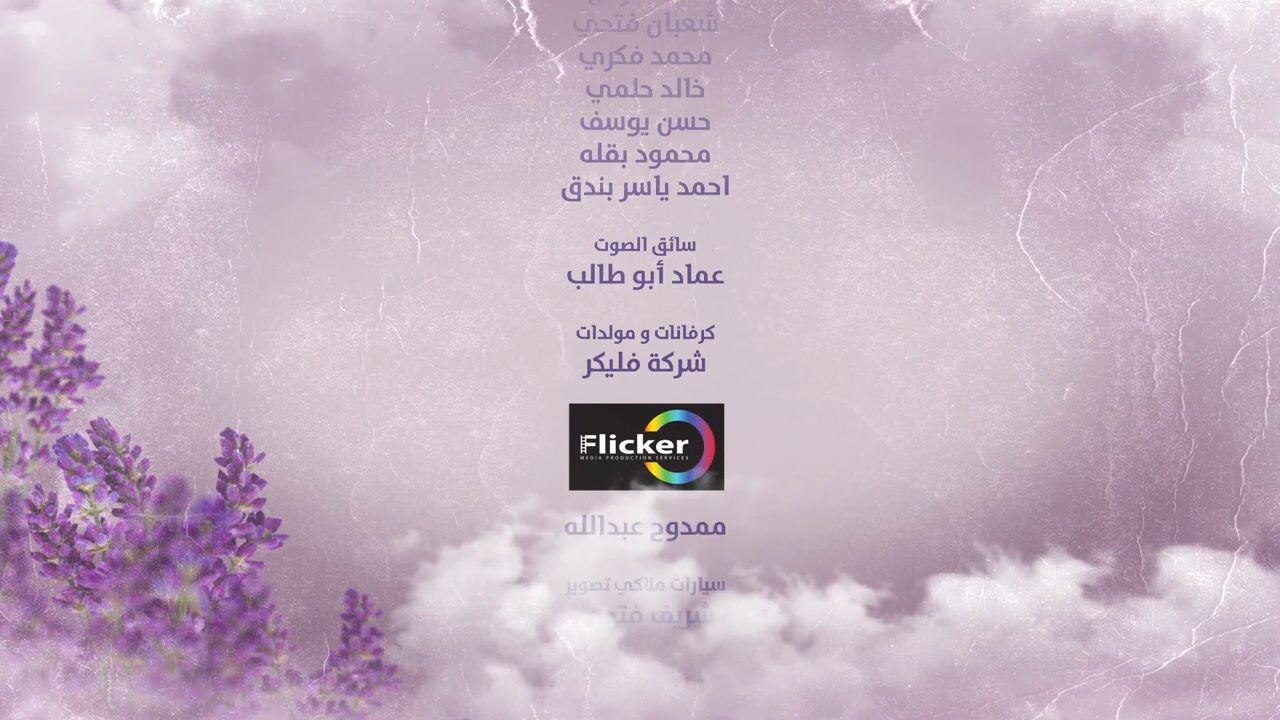 شعبان فتحي
محمد فكري
خالد حلمي
حسن يوسف
محمود بقله
احمد ياسر بندق
سائق الصوت
عماد أبو طالب
كرفانات و مولدات
شركة فليكر
Flicker
MEDIA PRODUCTION SERVICES
ممدوح عبدالله
سيارات ملاكي تصوير
شريف